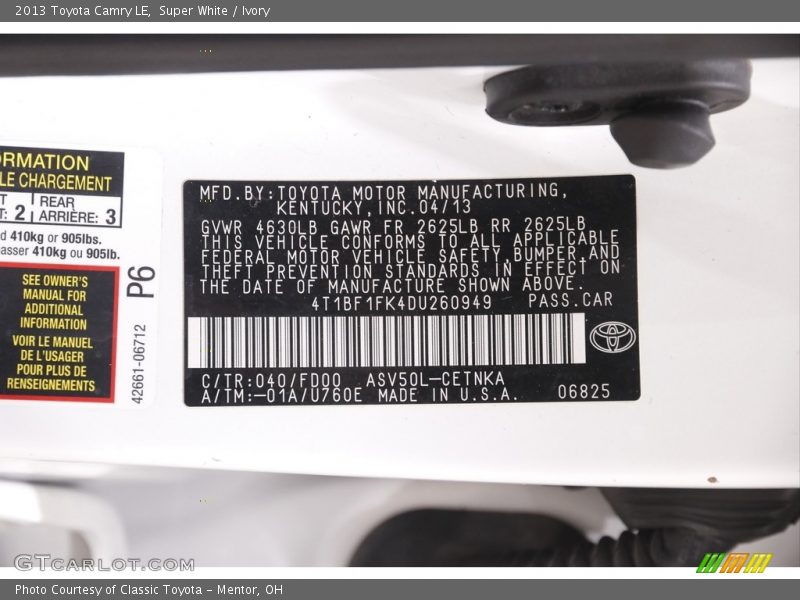 2013 Toyota Camry LE, Super White / Ivory
ORMATION
LE CHARGEMENT
T | REAR
T: 2 | ARRIÈRE: 3
d 410kg or 905lbs.
asser 410kg ou 905lb.
SEE OWNER'S
MANUAL FOR
ADDITIONAL
INFORMATION
VOIR LE MANUEL
DE L'USAGER
POUR PLUS DE
RENSEIGNEMENTS
P6
42661-06712
MFD.BY:TOYOTA MOTOR MANUFACTURING,
KENTUCKY,INC.04/13
GVWR 4630LB GAWR FR 2625LB RR 2625LB
THIS VEHICLE CONFORMS TO ALL APPLICABLE
FEDERAL MOTOR VEHICLE SAFETY,BUMPER,AND
THEFT PREVENTION STANDARDS IN EFFECT ON
THE DATE OF MANUFACTURE SHOWN ABOVE.
4T1BF1FK4DU260949 PASS.CAR
C/TR:040/FD00 ASV50L-CETNKA
A/TM:-01A/U760E MADE IN U.S.A. 06825
GTCarLot.com
Photo Courtesy of Classic Toyota - Mentor, OH